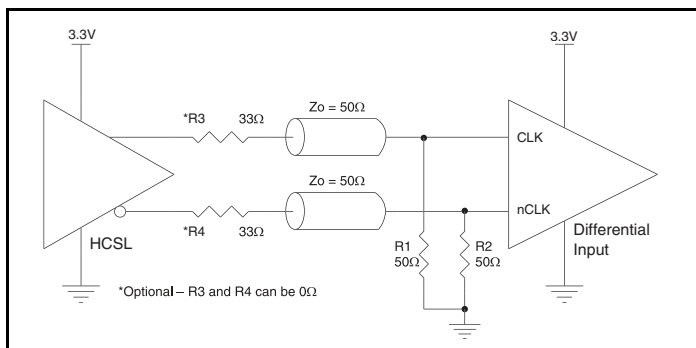 3.3V
3.3V
*R3 33Ω
Zo = 50Ω
CLK
Zo = 50Ω
nCLK
HCSL
*R4 33Ω
R1
50Ω
R2
50Ω
Differential
Input
*Optional – R3 and R4 can be 0Ω